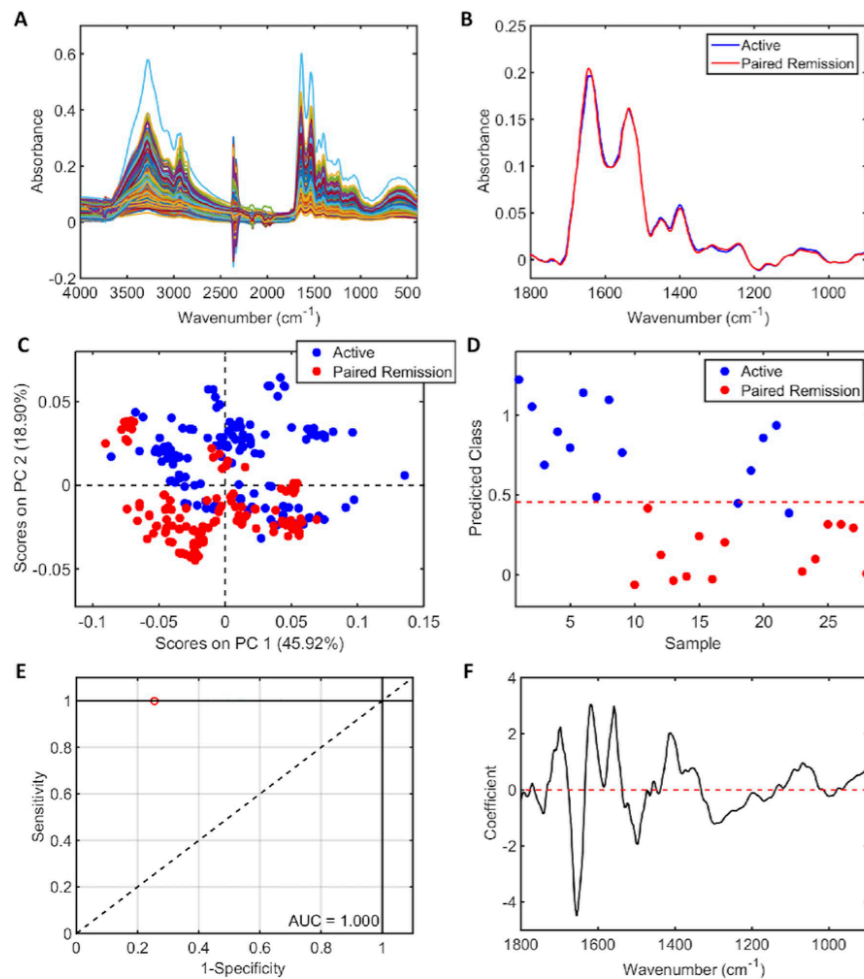 A
0.6
0.4
0.2
0
-0.2
Absorbance
4000 3500 3000 2500 2000 1500 1000 500
Wavenumber (cm-1)
B
Active
Paired Remission
0.25
0.2
0.15
0.1
0.05
0
Absorbance
1800 1600 1400 1200 1000
Wavenumber (cm-1)
C
Active
Paired Remission
0.05
0
-0.05
Scores on PC 2 (18.90%)
-0.1 -0.05 0 0.05 0.1 0.15
Scores on PC 1 (45.92%)
D
Active
Paired Remission
1
0.5
0
Predicted Class
5 10 15 20 25
Sample
E
1
0.8
0.6
0.4
0.2
0
Sensitivity
AUC = 1.000
0 0.2 0.4 0.6 0.8 1
1-Specificity
F
4
2
0
-2
-4
Coefficient
1800 1600 1400 1200 1000
Wavenumber (cm-1)